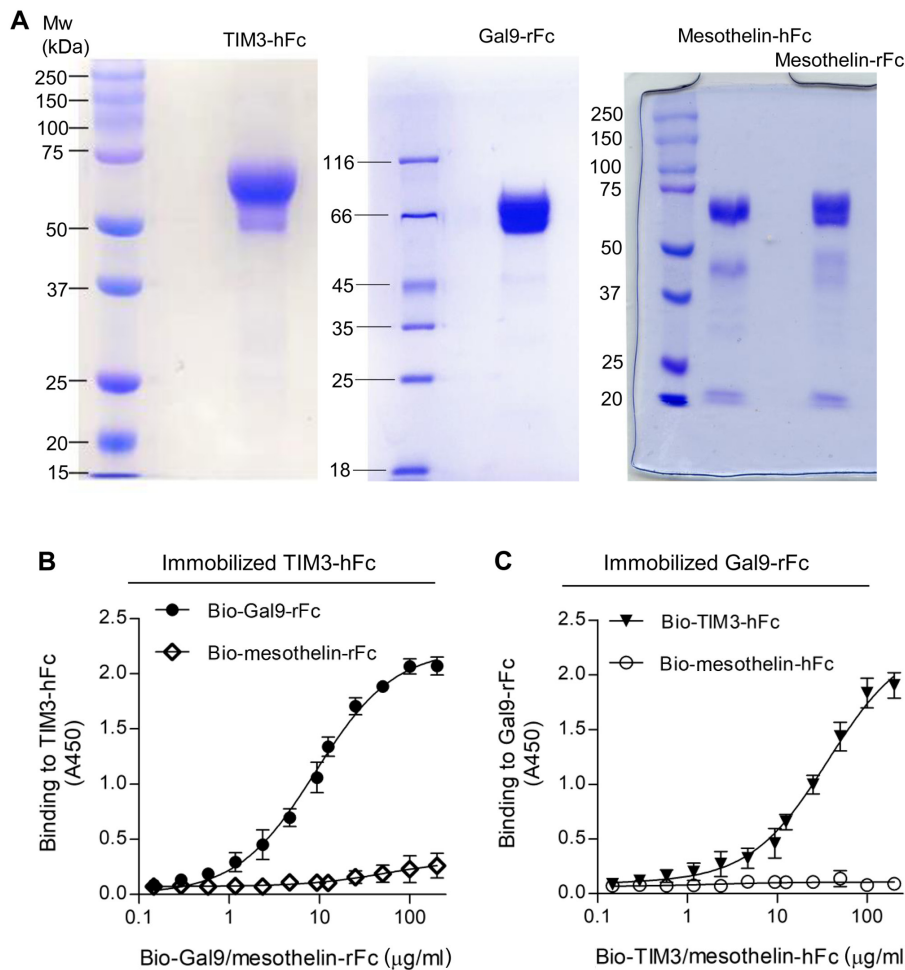 A
Mw
(kDa)
TIM3-hFc
Gal9-rFc
Mesothelin-hFc
Mesothelin-rFc
250
150
100
75
50
37
25
20
15
116
66
45
35
25
18
250
150
100
75
50
37
25
20
B
Immobilized TIM3-hFc
Bio-Gal9-rFc
Bio-mesothelin-rFc
Binding to TIM3-hFc
(A450)
2.5
2.0
1.5
1.0
0.5
0.0
0.1 1 10 100
Bio-Gal9/mesothelin-rFc (μg/ml)
C
Immobilized Gal9-rFc
Bio-TIM3-hFc
Bio-mesothelin-hFc
Binding to Gal9-rFc
(A450)
2.5
2.0
1.5
1.0
0.5
0.0
0.1 1 10 100
Bio-TIM3/mesothelin-hFc (μg/ml)